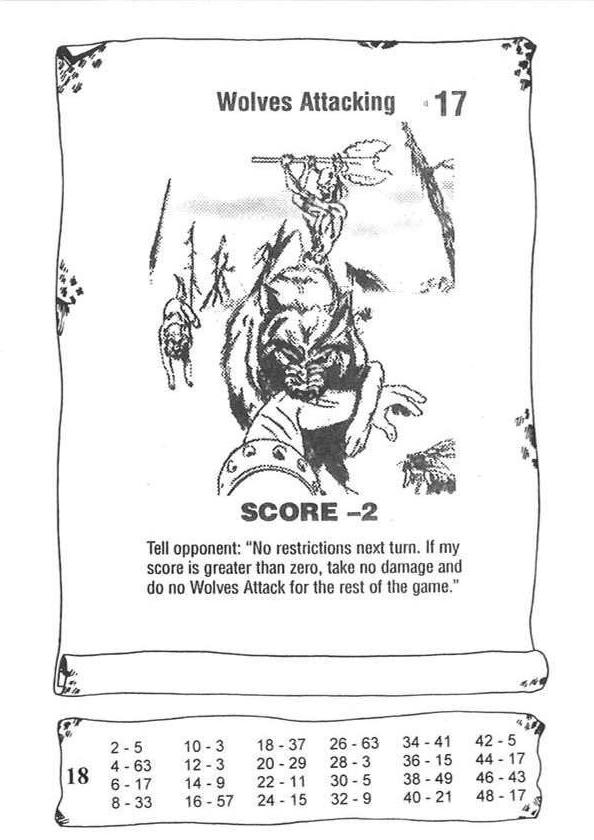 Wolves Attacking 17
SCORE –2
Tell opponent: “No restrictions next turn. If my
score is greater than zero, take no damage and
do no Wolves Attack for the rest of the game.”
18
2 - 5 10 - 3 18 - 37 26 - 63 34 - 41 42 - 5
4 - 63 12 - 3 20 - 29 28 - 3 36 - 15 44 - 17
6 - 17 14 - 9 22 - 11 30 - 5 38 - 49 46 - 43
8 - 33 16 - 57 24 - 15 32 - 9 40 - 21 48 - 17